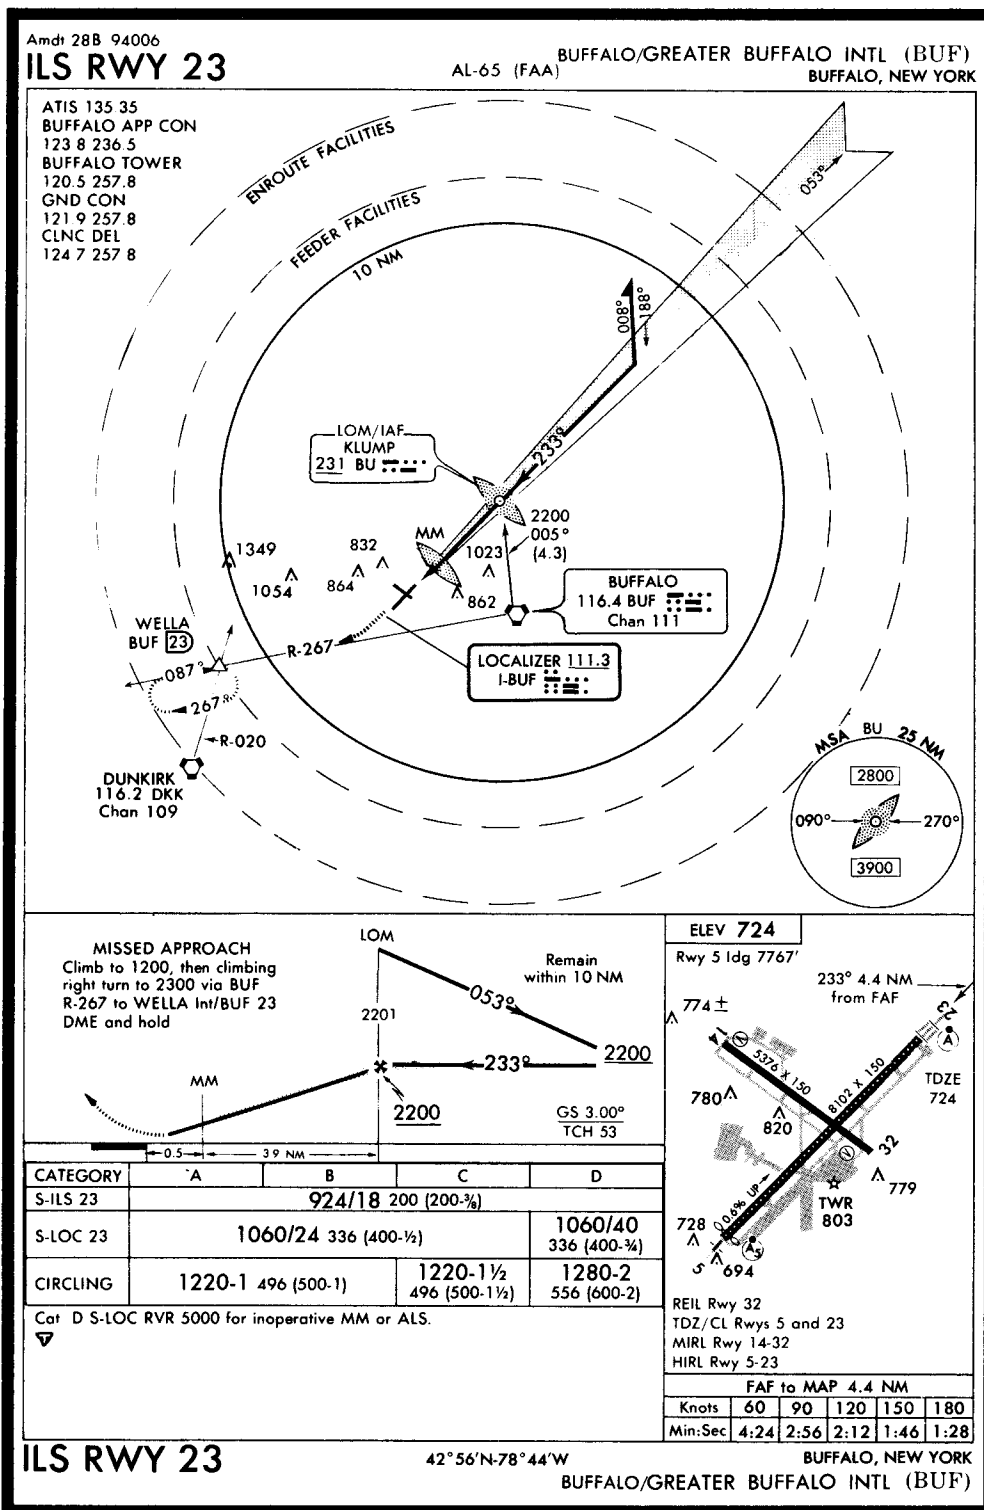 Amdt 28B 94006
ILS RWY 23
AL-65 (FAA)
BUFFALO/GREATER BUFFALO INTL (BUF)
BUFFALO, NEW YORK
ATIS 135 35
BUFFALO APP CON
123 8 236.5
BUFFALO TOWER
120.5 257.8
GND CON
121 9 257.8
CLNC DEL
124 7 257 8
ENROUTE FACILITIES
FEEDER FACILITIES
10 NM
053°
008°
188°
LOM/IAF
KLUMP
231 BU
233°
MM
2200
005°
(4.3)
1349
832
1023
1054
864
862
BUFFALO
116.4 BUF
Chan 111
WELLA
BUF 23
R-267
LOCALIZER 111.3
I-BUF
087°
267°
R-020
DUNKIRK
116.2 DKK
Chan 109
MSA BU 25 NM
2800
090°
270°
3900
MISSED APPROACH
Climb to 1200, then climbing
right turn to 2300 via BUF
R-267 to WELLA Int/BUF 23
DME and hold
LOM
Remain
within 10 NM
053°
2201
2200
233°
MM
2200
GS 3.00°
TCH 53
0.5
3 9 NM
ELEV 724
Rwy 5 ldg 7767'
233° 4.4 NM
from FAF
774 ±
23
A
V
5376 X 150
8102 X 150
TDZE
724
780
820
32
V
779
TWR
803
0.6% UP
728
694
5
A5
REIL Rwy 32
TDZ/CL Rwys 5 and 23
MIRL Rwy 14-32
HIRL Rwy 5-23
CATEGORY A B C D
S-ILS 23 924/18 200 (200-⅜)
S-LOC 23 1060/24 336 (400-½) 1060/40 336 (400-¾)
CIRCLING 1220-1 496 (500-1) 1220-1½ 496 (500-1½) 1280-2 556 (600-2)
Cat D S-LOC RVR 5000 for inoperative MM or ALS.
T
FAF to MAP 4.4 NM
Knots 60 90 120 150 180
Min:Sec 4:24 2:56 2:12 1:46 1:28
ILS RWY 23
42°56'N-78°44'W
BUFFALO, NEW YORK
BUFFALO/GREATER BUFFALO INTL (BUF)